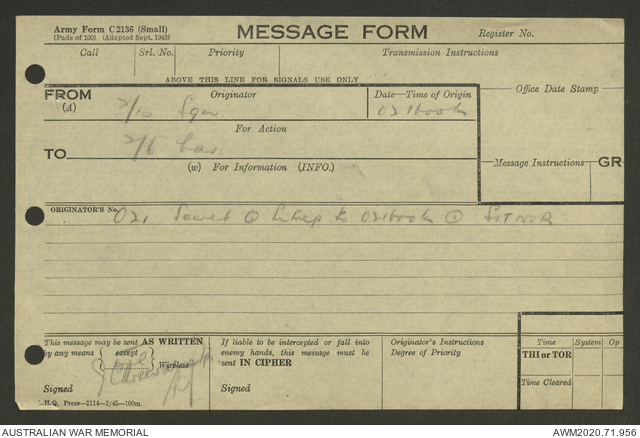 Army Form C2136 (Small)
(Pads of 100) (Adapted Sept. 1943)
MESSAGE FORM
Register No.
Call
Srl. No.
Priority
Transmission Instructions
ABOVE THIS LINE FOR SIGNALS USE ONLY
FROM
(A)
Originator
Date—Time of Origin
Office Date Stamp
2/10 Sqn.
021600k
For Action
TO
2/6 Cav
(w) For Information (INFO.)
Message Instructions
GR
ORIGINATOR'S No.
O21 Secret @ Sitrep to 021600k @ SITNOR
This message may be sent AS WRITTEN
by any means except
Wireless
Signed
If liable to be intercepted or fall into
enemy hands, this message must be
sent IN CIPHER
Signed
Originator's Instructions
Degree of Priority
Time
System
Op
THI or TOR
Time Cleared
H.Q. Press—2114—2/45—100m.
AUSTRALIAN WAR MEMORIAL
AWM2020.71.956